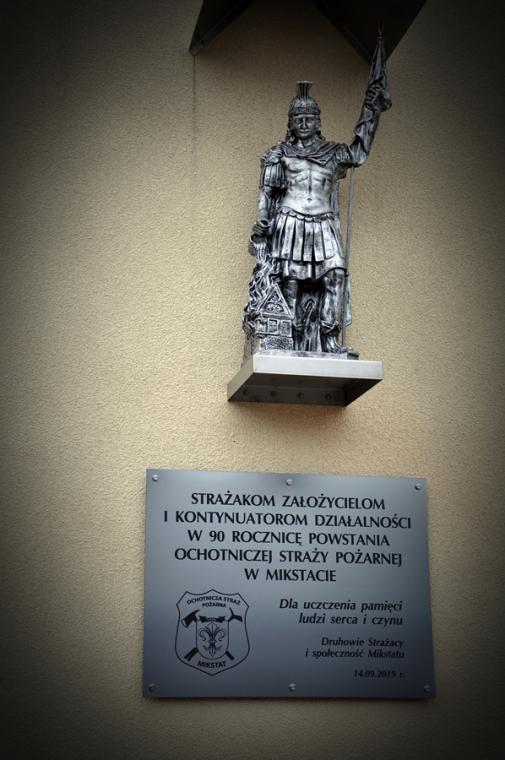 STRAŻAKOM ZAŁOŻYCIELOM
I KONTYNUATOROM DZIAŁALNOŚCI
W 90 ROCZNICĘ POWSTANIA
OCHOTNICZEJ STRAŻY POŻARNEJ
W MIKSTACIE
OCHOTNICZA STRAŻ
POŻARNA
MIKSTAT
Dla uczczenia pamięci
ludzi serca i czynu
Druhowie Strażacy
i społeczność Mikstatu
14.09.2019 r.